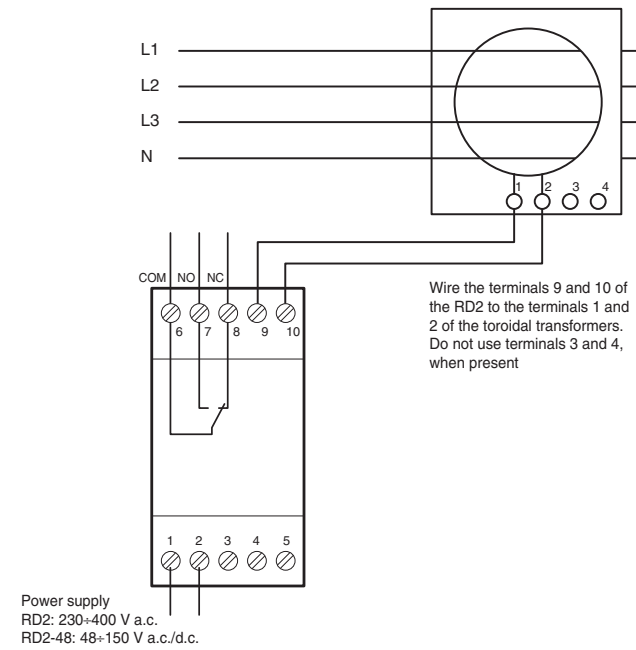 L1
L2
L3
N
1 2 3 4
COM NO NC
6 7 8 9 10
Wire the terminals 9 and 10 of
the RD2 to the terminals 1 and
2 of the toroidal transformers.
Do not use terminals 3 and 4,
when present
1 2 3 4 5
Power supply
RD2: 230÷400 V a.c.
RD2-48: 48÷150 V a.c./d.c.